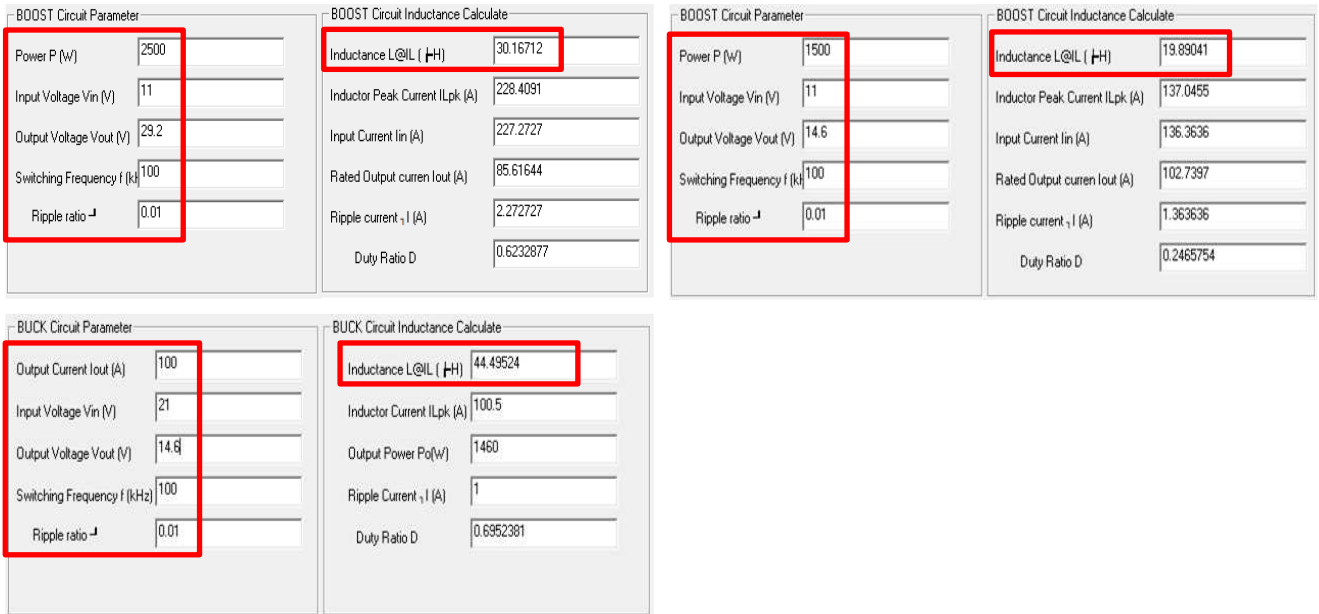 BOOST Circuit Parameter
Power P (W) 2500
Input Voltage Vin (V) 11
Output Voltage Vout (V) 29.2
Switching Frequency f (kH 100
Ripple ratio ┘ 0.01
BOOST Circuit Inductance Calculate
Inductance L@IL ( ├H) 30.16712
Inductor Peak Current ILpk (A) 228.4091
Input Current Iin (A) 227.2727
Rated Output curren Iout (A) 85.61644
Ripple current ┐I (A) 2.272727
Duty Ratio D 0.6232877
BOOST Circuit Parameter
Power P (W) 1500
Input Voltage Vin (V) 11
Output Voltage Vout (V) 14.6
Switching Frequency f (kH 100
Ripple ratio ┘ 0.01
BOOST Circuit Inductance Calculate
Inductance L@IL ( ├H) 19.89041
Inductor Peak Current ILpk (A) 137.0455
Input Current Iin (A) 136.3636
Rated Output curren Iout (A) 102.7397
Ripple current ┐I (A) 1.363636
Duty Ratio D 0.2465754
BUCK Circuit Parameter
Output Current Iout (A) 100
Input Voltage Vin (V) 21
Output Voltage Vout (V) 14.6
Switching Frequency f (kHz) 100
Ripple ratio ┘ 0.01
BUCK Circuit Inductance Calculate
Inductance L@IL ( ├H) 44.49524
Inductor Current ILpk (A) 100.5
Output Power Po(W) 1460
Ripple Current ┐I (A) 1
Duty Ratio D 0.6952381